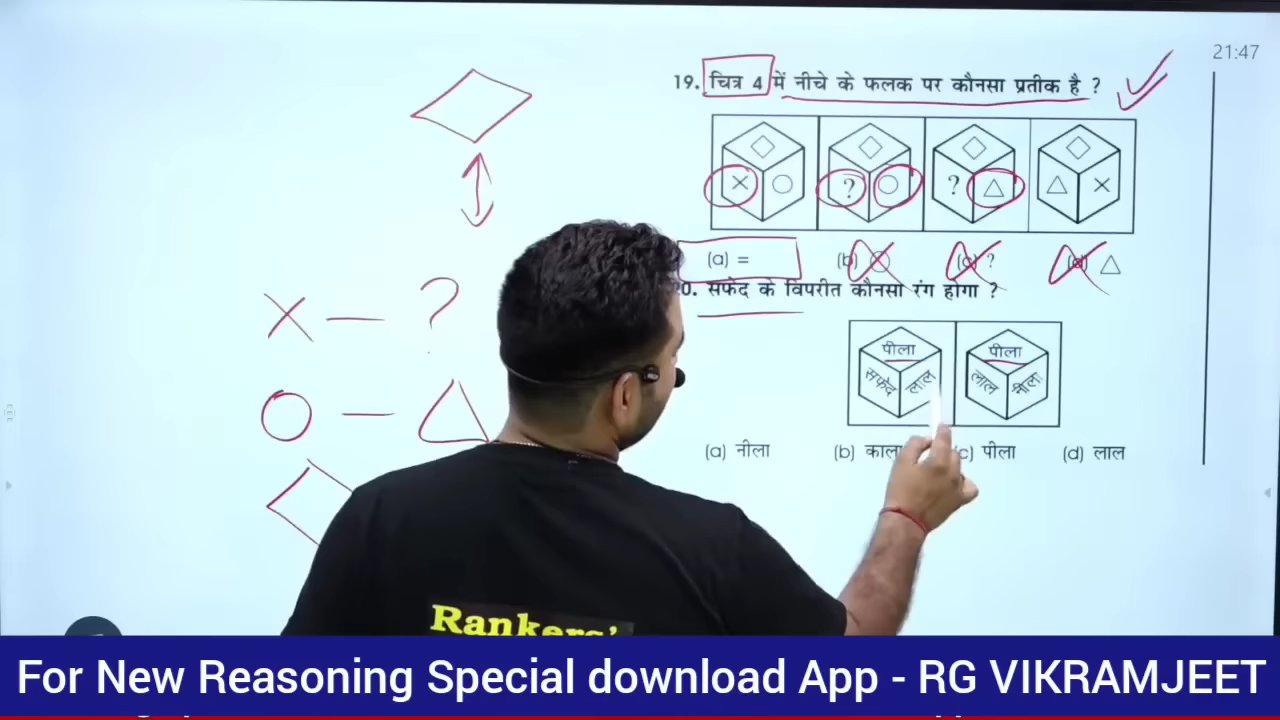 21:47
19. चित्र 4 में नीचे के फलक पर कौनसा प्रतीक है ?
× ○
? ○
? △
△ ×
(a) = (b) ○ (c) ? (d) △
20. सफेद के विपरीत कौनसा रंग होगा ?
पीला पीला
सफेद लाल लाल नीला
(a) नीला (b) (c) पीला (d) लाल
× — ?
○ — △
Rankers'
For New Reasoning Special download App - RG VIKRAMJEET